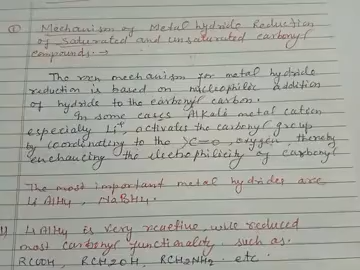 ① Mechanism of Metal hydride Reduction
of saturated and unsaturated carbonyl
compounds :→
The rxn mechanism for metal hydride
reduction is based on nucleophilic addition
of hydride to the carbonyl carbon.
In some cases Alkali metal cation
especially Li⁺, activates the carbonyl group
by coordinating to the >C=O, oxygen, thereby
enchancing the electrophilicity of carbonyl
The most important metal hydrides are
LiAlH4, NaBH4.
LiAlH4 is very reactive, will reduced
most carbonyl functionality such as.
RCOOH, RCH2OH, RCH2NH2 etc.